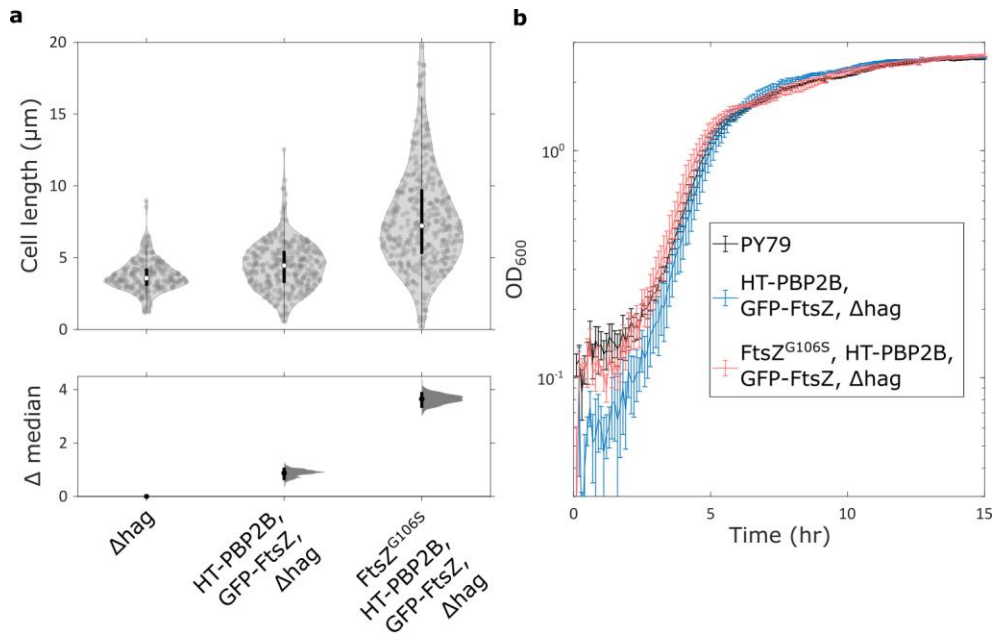 a
Cell length (µm)
20
15
10
5
0
Δ median
4
2
0
Δhag
HT-PBP2B,
GFP-FtsZ,
Δhag
FtsZG106S
HT-PBP2B,
GFP-FtsZ,
Δhag
b
OD600
10⁰
10⁻¹
PY79
HT-PBP2B,
GFP-FtsZ, Δhag
FtsZG106S, HT-PBP2B,
GFP-FtsZ, Δhag
0 5 10 15
Time (hr)